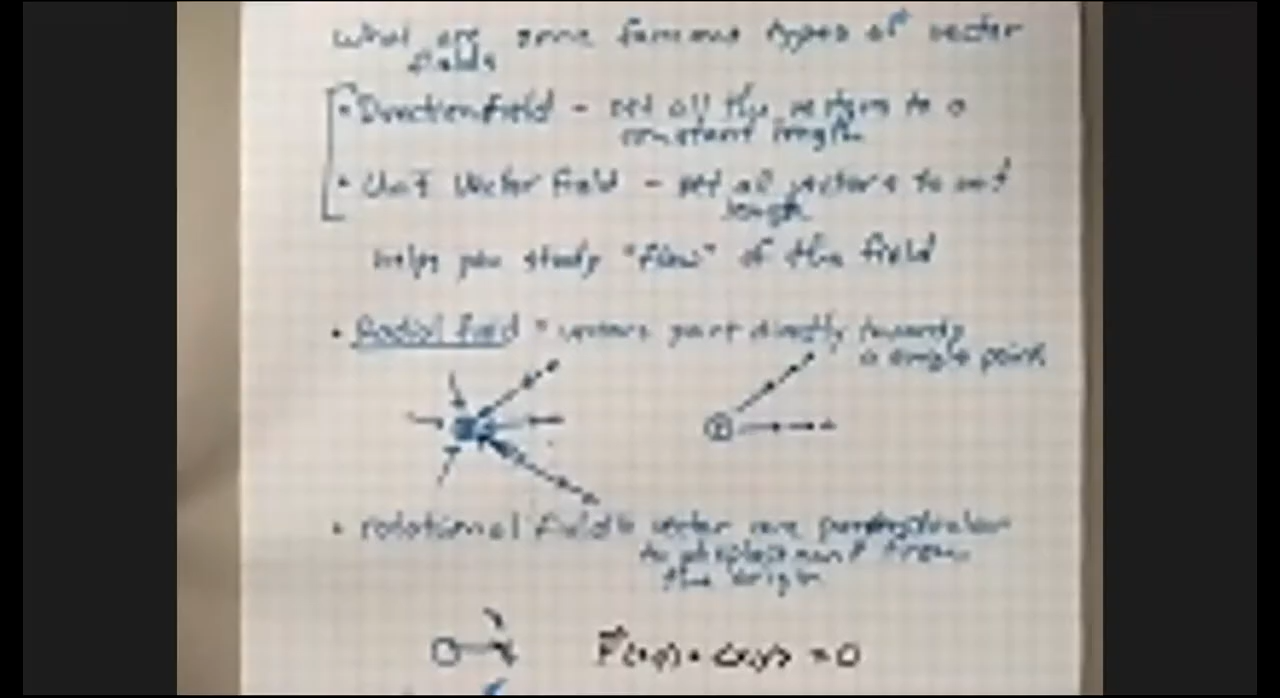 What are some famous types of vector
fields
• Direction field - set all the vectors to a
constant length
• Unit Vector field - set all vectors to unit
length
helps you study "flow" of the field
• Radial field - vectors point directly towards
a single point
• rotational field vector are perpendicular
to displacement from
the origin
F(x,y) • <x,y> = 0